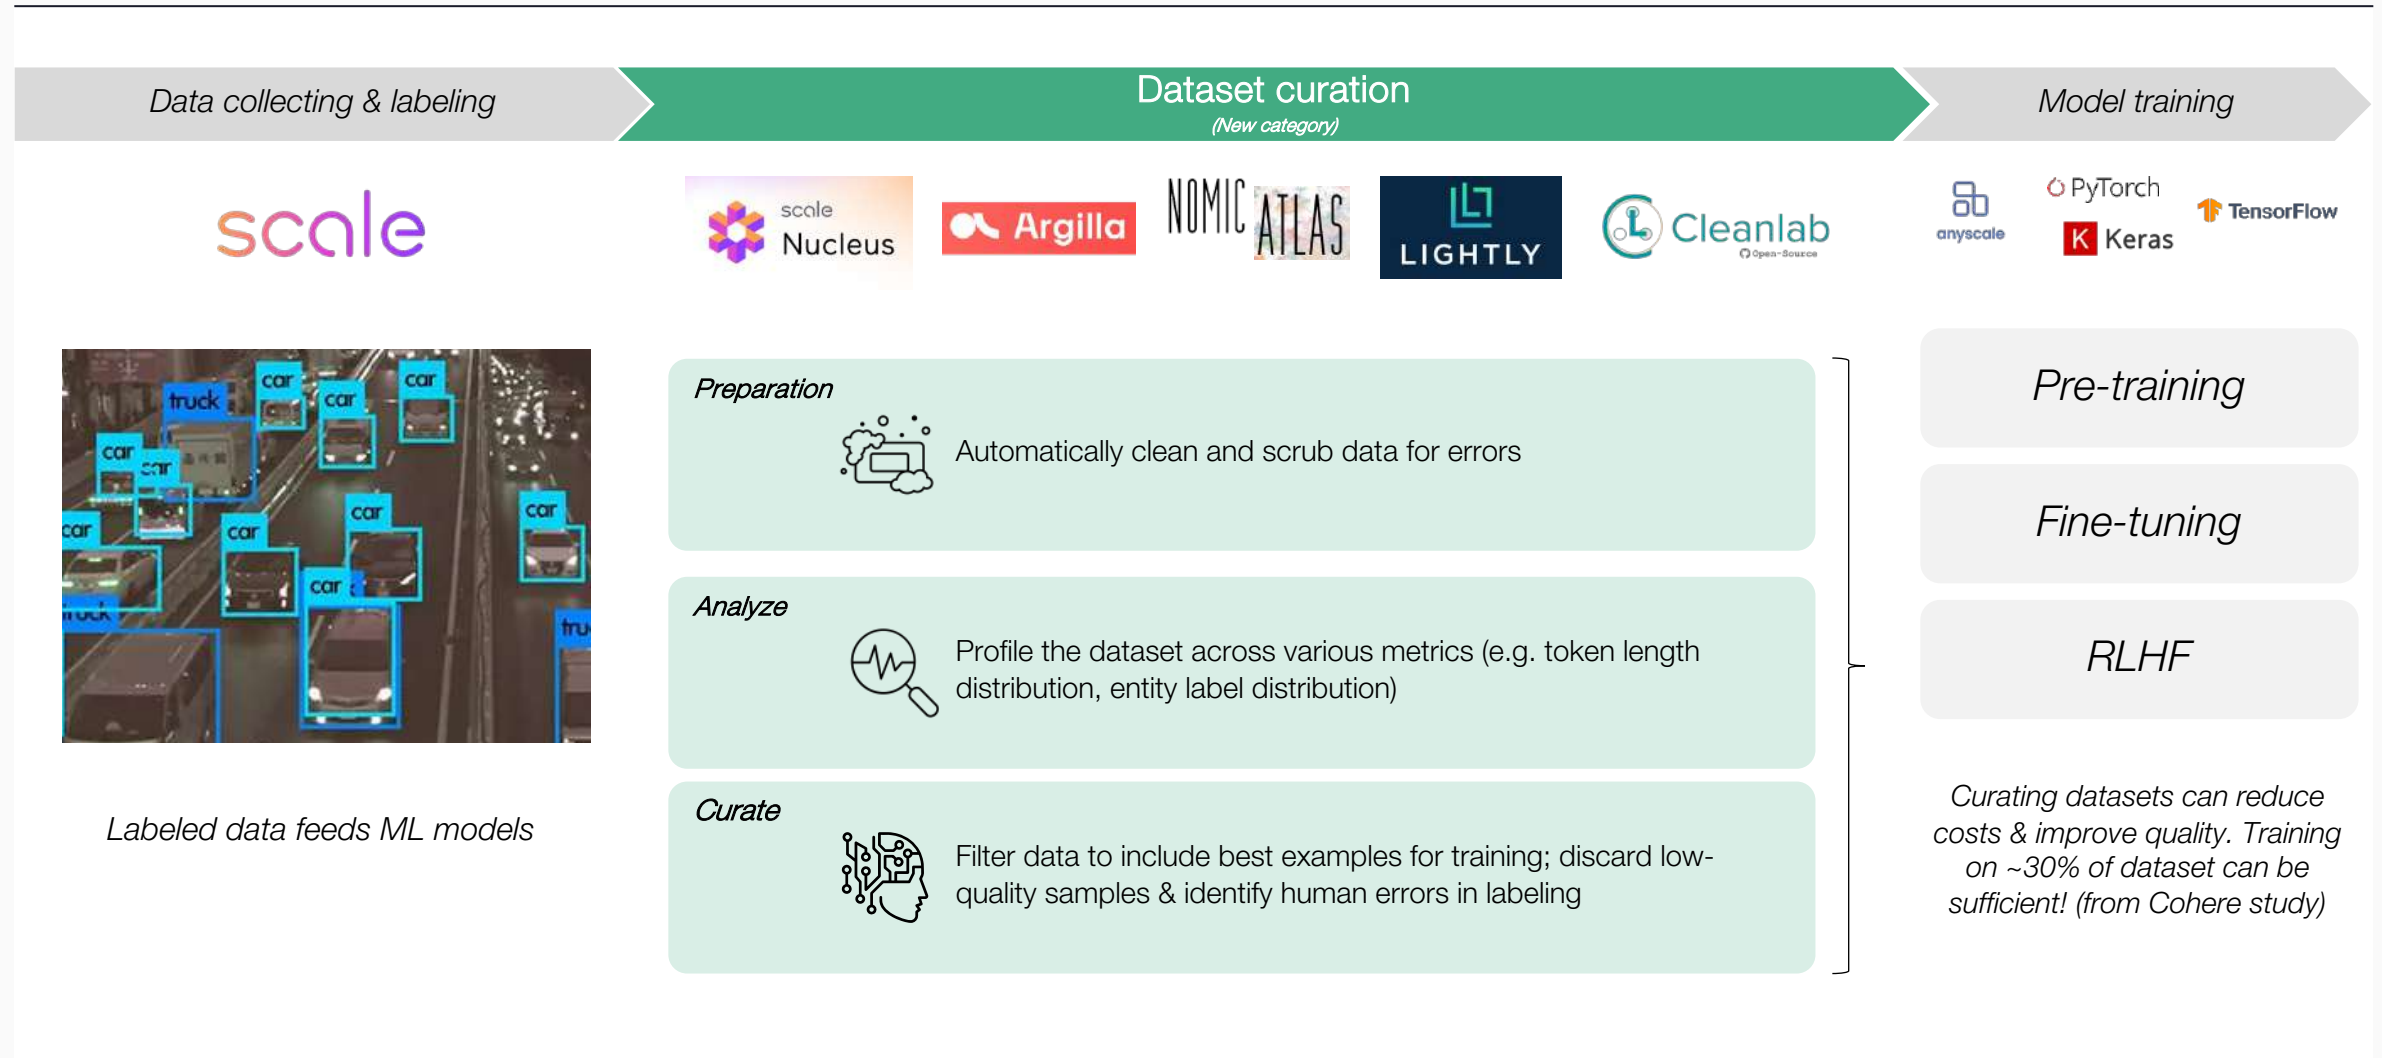 Data collecting & labeling
Dataset curation
(New category)
Model training
scale
scale
Nucleus
Argilla
NOMIC
ATLAS
LIGHTLY
Cleanlab
Open-Source
anyscale
PyTorch
Keras
TensorFlow
car
car
car
truck
car
car
car
car
car
car
car
truck
tru
Labeled data feeds ML models
Preparation
Automatically clean and scrub data for errors
Analyze
Profile the dataset across various metrics (e.g. token length
distribution, entity label distribution)
Curate
Filter data to include best examples for training; discard low-
quality samples & identify human errors in labeling
Pre-training
Fine-tuning
RLHF
Curating datasets can reduce
costs & improve quality. Training
on ~30% of dataset can be
sufficient! (from Cohere study)